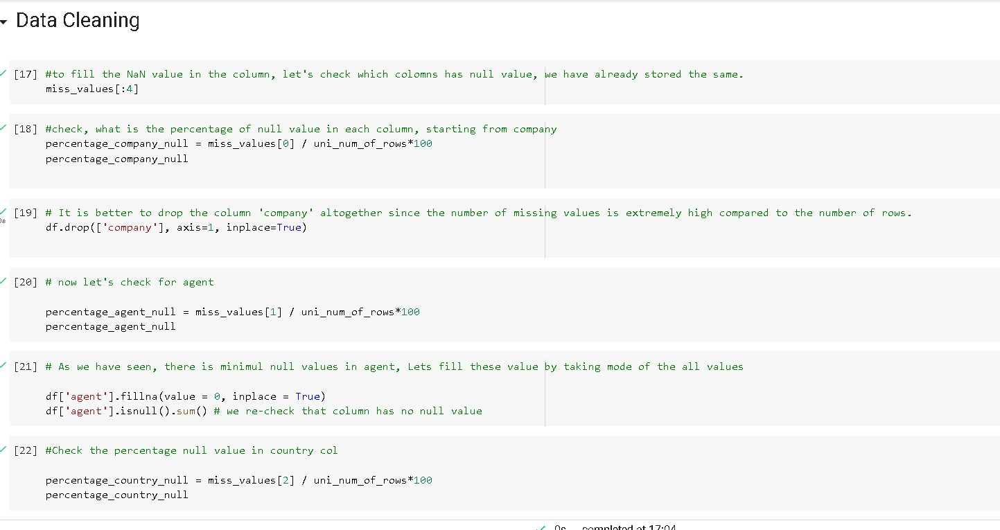 Data Cleaning
[17] #to fill the NaN value in the column, let's check which coloms has null value, we have already stored the same.
miss_values[:4]
[18] #check, what is the percentage of null value in each column, starting from company
percentage_company_null = miss_values[0] / uni_num_of_rows*100
percentage_company_null
[19] # It is better to drop the column 'company' altogether since the number of missing values is extremely high compared to the number of rows.
0s
df.drop(['company'], axis=1, inplace=True)
[20] # now let's check for agent
percentage_agent_null = miss_values[1] / uni_num_of_rows*100
percentage_agent_null
[21] # As we have seen, there is minimul null values in agent, Lets fill these value by taking mode of the all values
df['agent'].fillna(value = 0, inplace = True)
df['agent'].isnull().sum() # we re-check that column has no null value
[22] #Check the percentage null value in country col
percentage_country_null = miss_values[2] / uni_num_of_rows*100
percentage_country_null
0s completed at 17:04